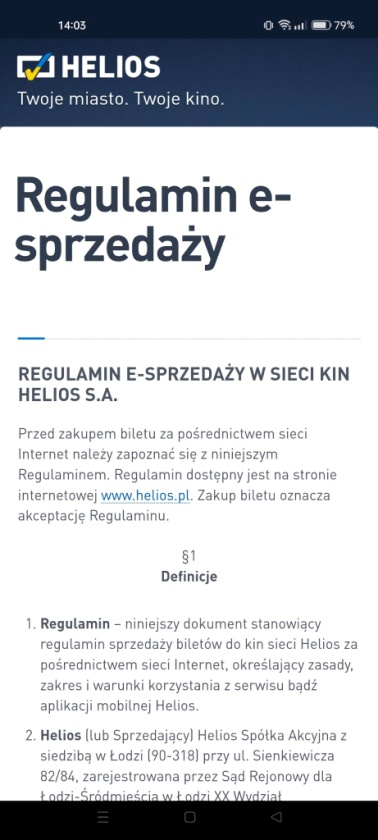 14:03
79%
HELIOS
Twoje miasto. Twoje kino.
Regulamin e-
sprzedaży
REGULAMIN E-SPRZEDAŻY W SIECI KIN
HELIOS S.A.
Przed zakupem biletu za pośrednictwem sieci
Internet należy zapoznać się z niniejszym
Regulaminem. Regulamin dostępny jest na stronie
internetowej www.helios.pl. Zakup biletu oznacza
akceptację Regulaminu.
§1
Definicje
1. Regulamin – niniejszy dokument stanowiący
regulamin sprzedaży biletów do kin sieci Helios za
pośrednictwem sieci Internet, określający zasady,
zakres i warunki korzystania z serwisu bądź
aplikacji mobilnej Helios.
2. Helios (lub Sprzedający) Helios Spółka Akcyjna z
siedzibą w Łodzi (90-318) przy ul. Sienkiewicza
82/84, zarejestrowana przez Sąd Rejonowy dla
Łodzi-Śródmieścia w Łodzi XX Wydział